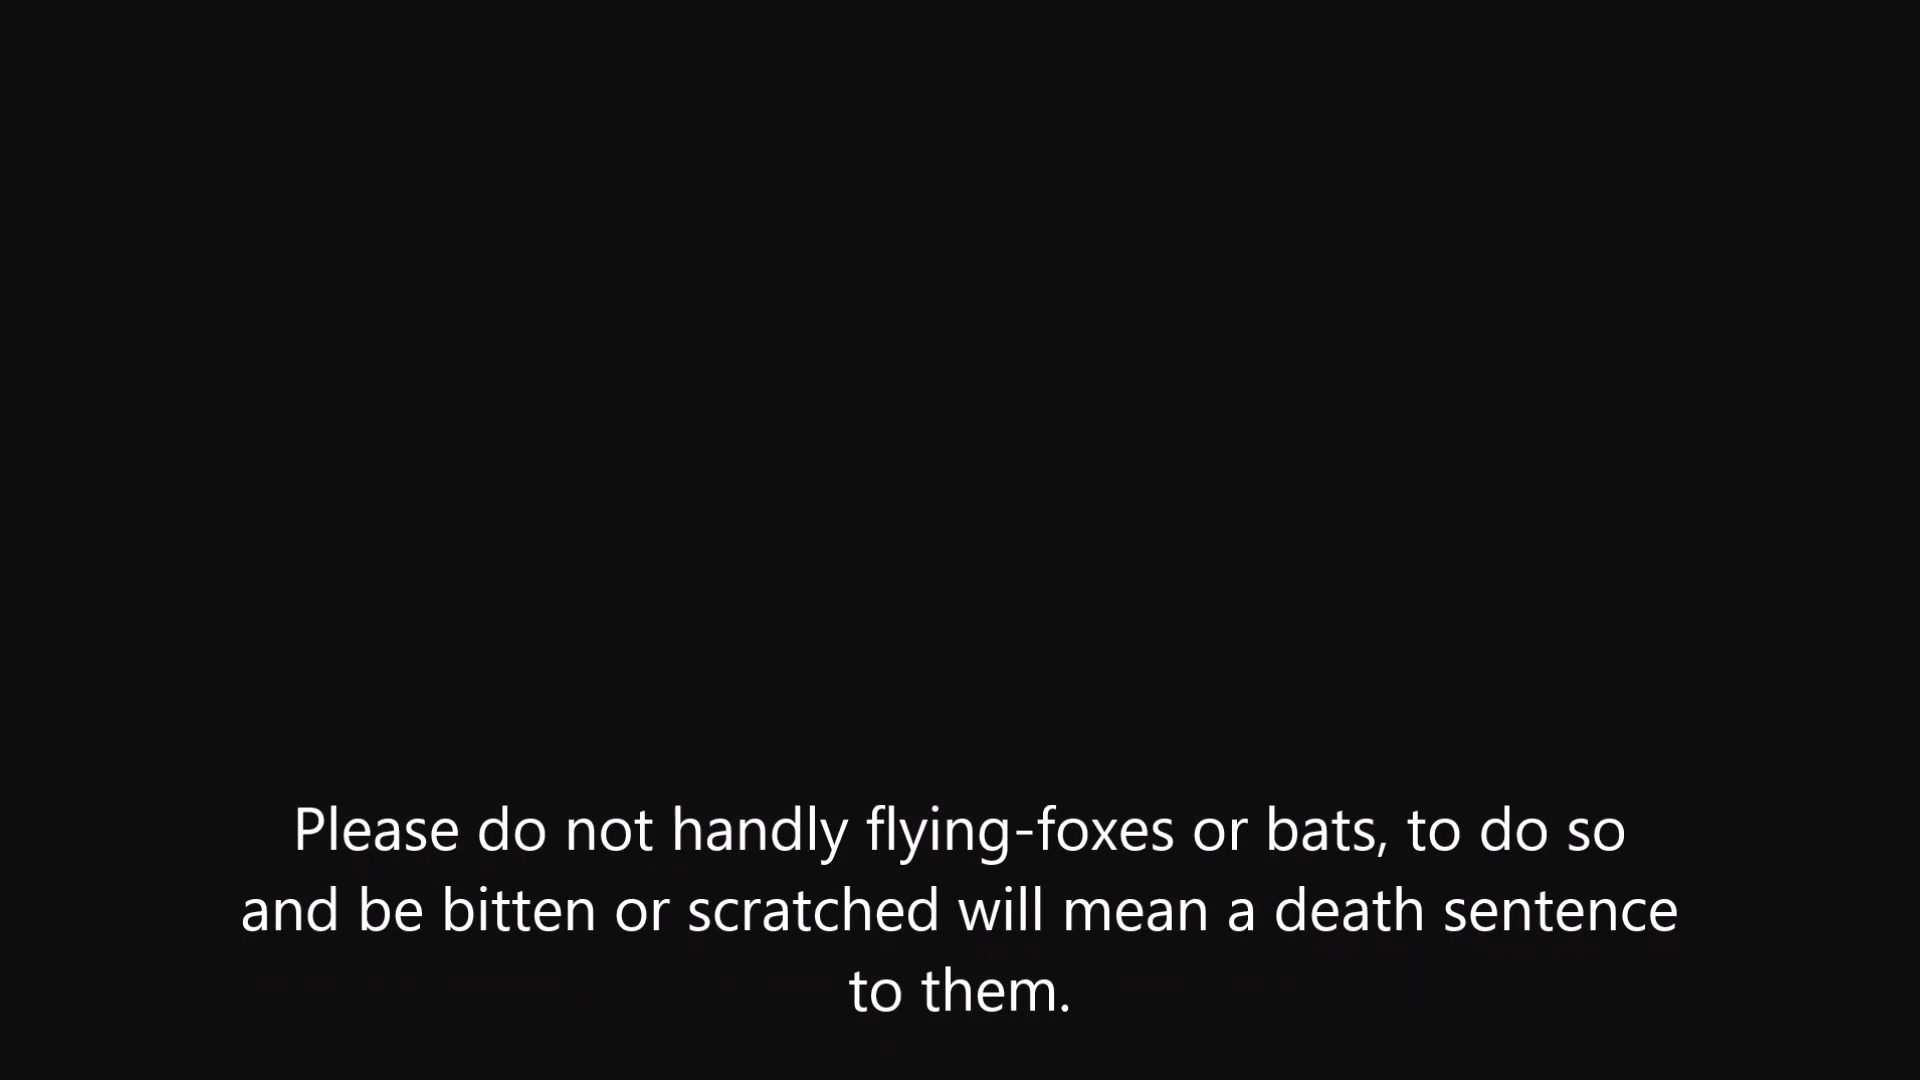 Please do not handly flying-foxes or bats, to do so
and be bitten or scratched will mean a death sentence
to them.